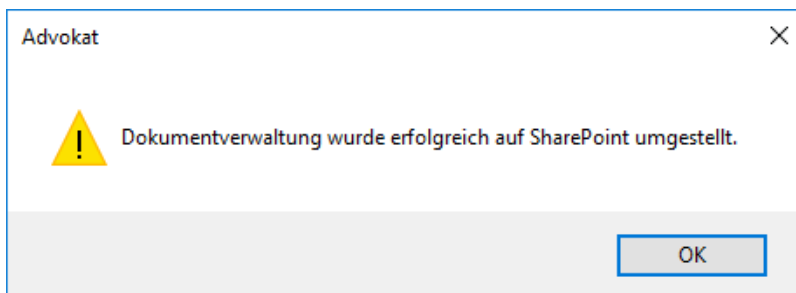 Advokat
Dokumentverwaltung wurde erfolgreich auf SharePoint umgestellt.
OK